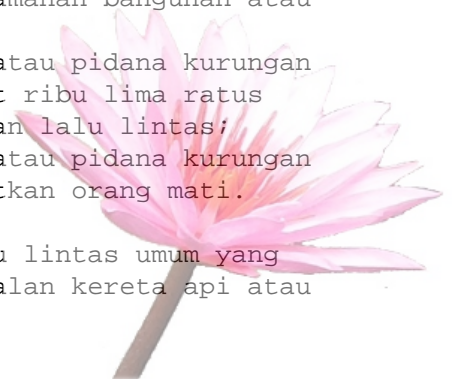 amanan bangunan atau
atau pidana kurungan
t ribu lima ratus
an lalu lintas;
atau pidana kurungan
tkan orang mati.
u lintas umum yang
alan kereta api atau